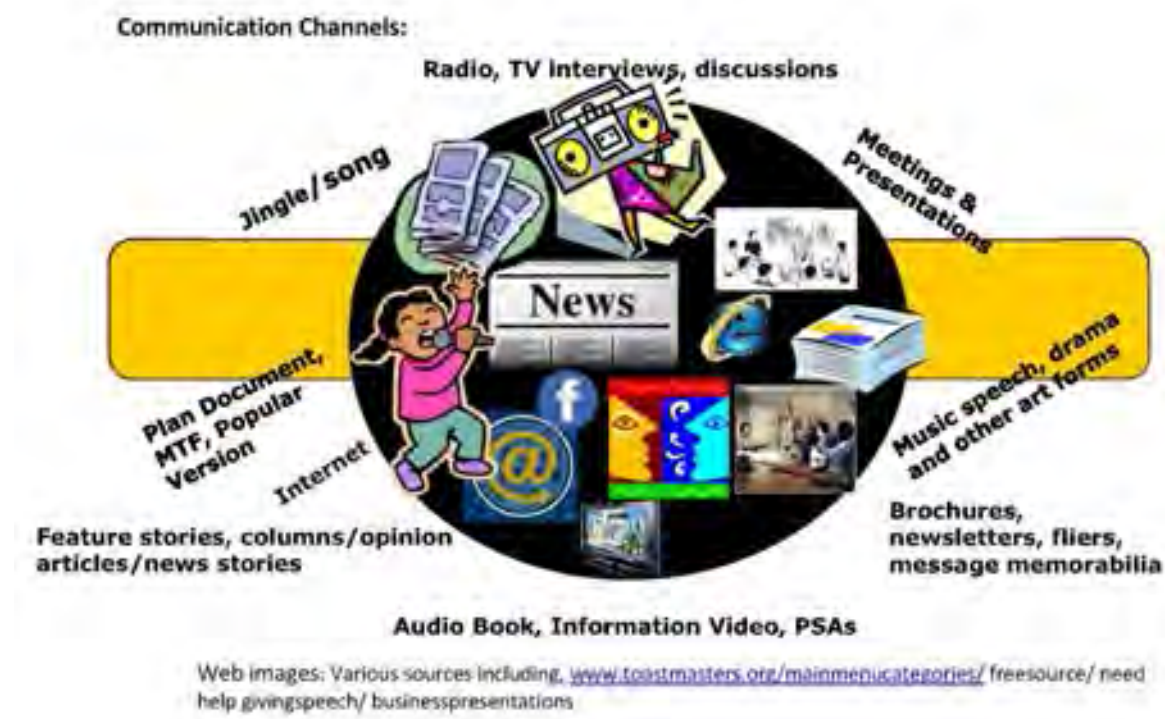 Communication Channels:
Radio, TV interviews, discussions
Jingle/song
Meetings &
Presentations
News
Plan Document,
MTF, Popular
Version
Internet
Music speech, drama
and other art forms
Feature stories, columns/opinion
articles/news stories
Brochures,
newsletters, fliers,
message memorabilia
Audio Book, Information Video, PSAs
Web images: Various sources including, www.toastmasters.org/mainmenucategories/ freesource/ need
help givingspeech/ businesspresentations